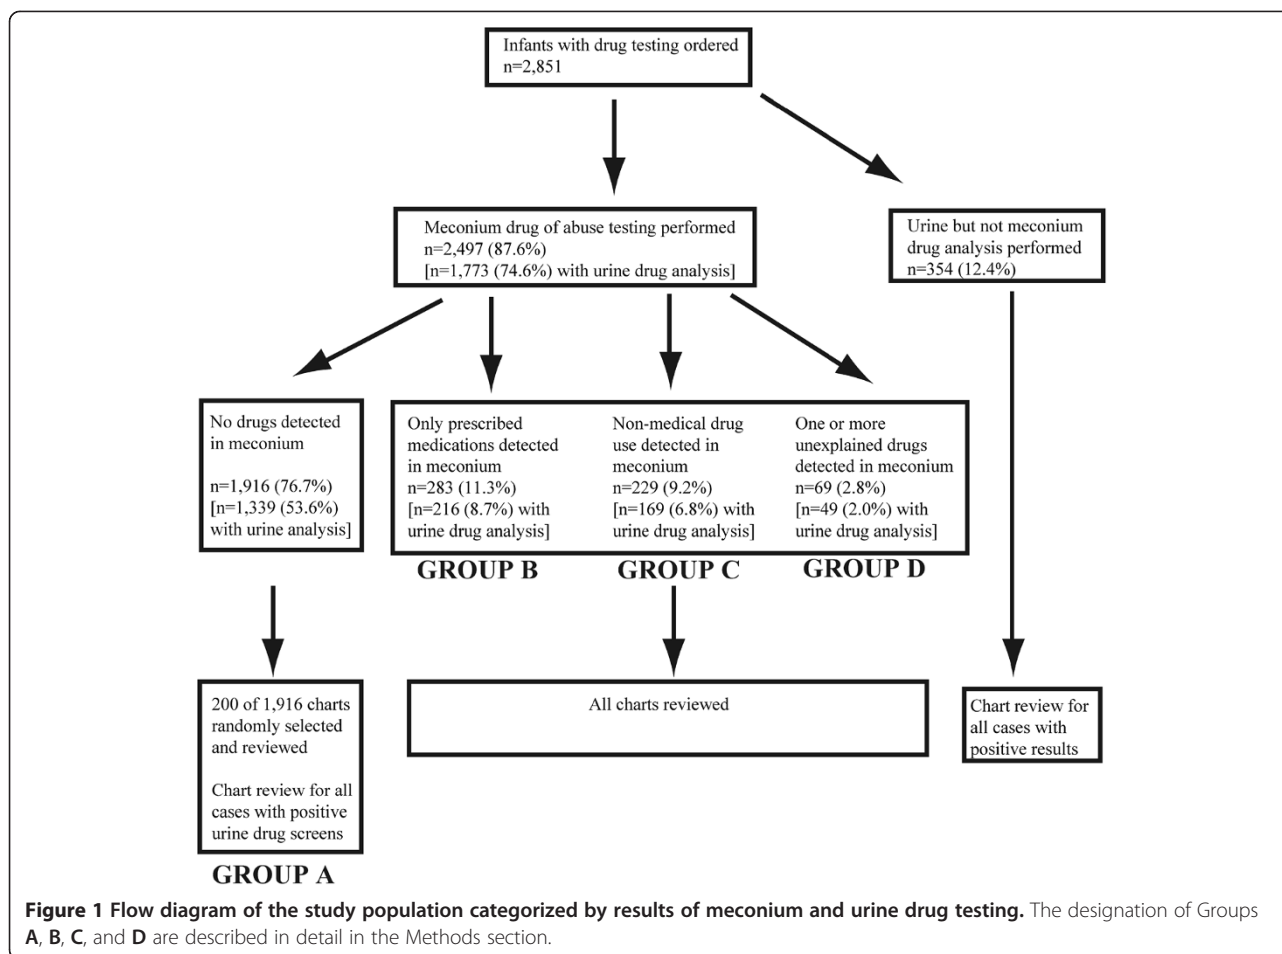 Infants with drug testing ordered
n=2,851
Meconium drug of abuse testing performed
n=2,497 (87.6%)
[n=1,773 (74.6%) with urine drug analysis]
Urine but not meconium
drug analysis performed
n=354 (12.4%)
No drugs detected
in meconium
n=1,916 (76.7%)
[n=1,339 (53.6%)
with urine analysis]
Only prescribed
medications detected
in meconium
n=283 (11.3%)
[n=216 (8.7%) with
urine drug analysis]
GROUP B
Non-medical drug
use detected in
meconium
n=229 (9.2%)
[n=169 (6.8%) with
urine drug analysis]
GROUP C
One or more
unexplained drugs
detected in meconium
n=69 (2.8%)
[n=49 (2.0%) with
urine drug analysis]
GROUP D
200 of 1,916 charts
randomly selected
and reviewed
Chart review for all
cases with positive
urine drug screens
GROUP A
All charts reviewed
Chart review for
all cases with
positive results
Figure 1 Flow diagram of the study population categorized by results of meconium and urine drug testing. The designation of Groups
A, B, C, and D are described in detail in the Methods section.